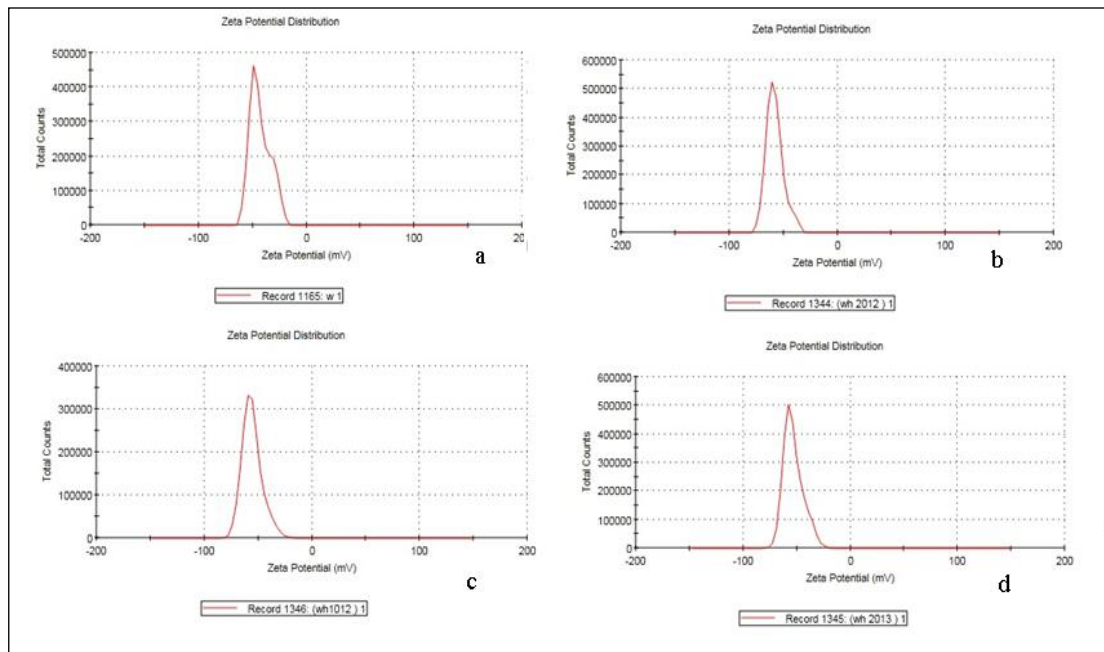 Zeta Potential Distribution
500000
400000
300000
200000
100000
0
Total Counts
-200 -100 0 100 20
Zeta Potential (mV)
a
Record 1165: w 1
Zeta Potential Distribution
600000
500000
400000
300000
200000
100000
0
Total Counts
-200 -100 0 100 200
Zeta Potential (mV)
b
Record 1344: (wh 2012 ) 1
Zeta Potential Distribution
400000
300000
200000
100000
0
Total Counts
-200 -100 0 100 200
Zeta Potential (mV)
c
Record 1346: (wh1012 ) 1
Zeta Potential Distribution
600000
500000
400000
300000
200000
100000
0
Total Counts
-200 -100 0 100 200
Zeta Potential (mV)
d
Record 1345: (wh 2013 ) 1